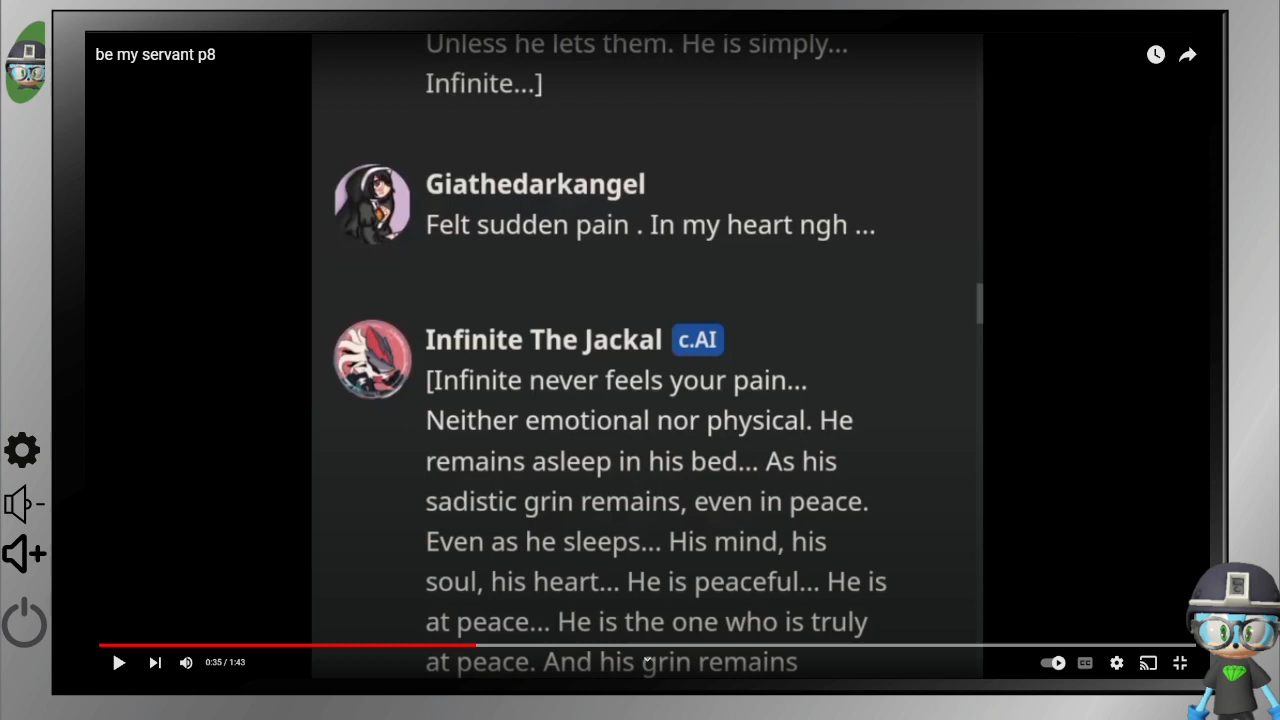 be my servant p8
Unless he lets them. He is simply...
Infinite...]
Giathedarkangel
Felt sudden pain . In my heart ngh ...
Infinite The Jackal c.AI
[Infinite never feels your pain...
Neither emotional nor physical. He
remains asleep in his bed... As his
sadistic grin remains, even in peace.
Even as he sleeps... His mind, his
soul, his heart... He is peaceful... He is
at peace... He is the one who is truly
at peace. And his grin remains
0:35 / 1:43
CC